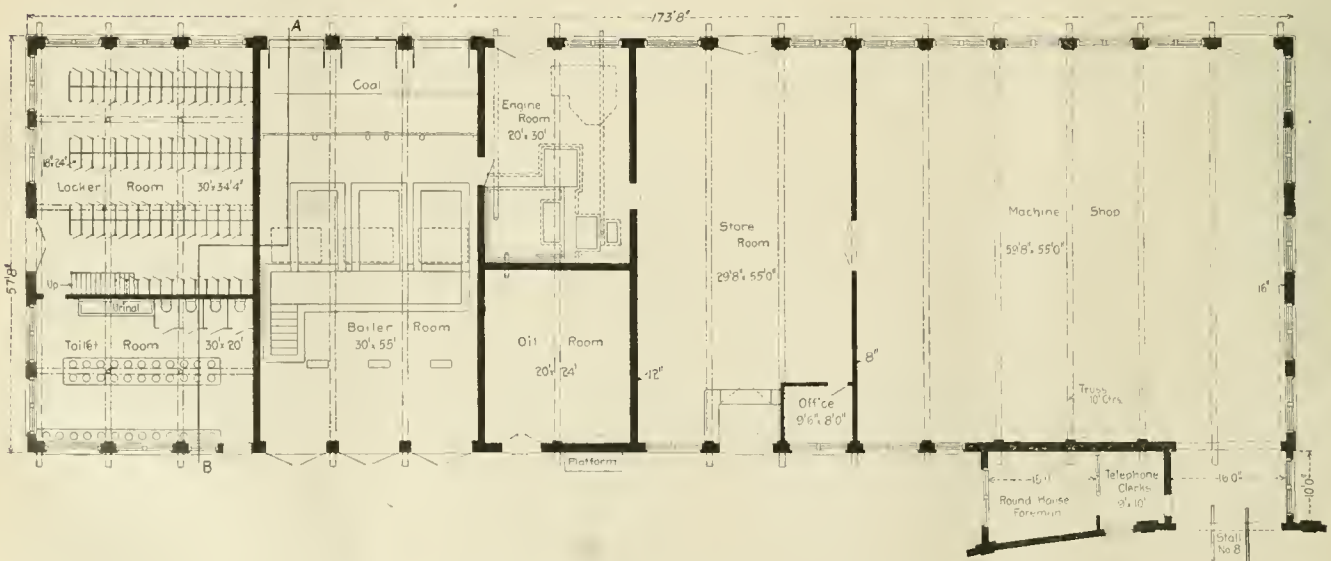 173'8"
A
Coal
Engine
Room
20'x 30'
18"x24"
Locker Room 30'x34'4"
Machine Shop
59'8"x 55'0"
Store
Room
29'8"x 55'0"
57'8"
Up
Urinal
16"
Toilet Room 30'x 20'
Boiler Room
30'x 55'
Oil Room
20'x 24'
12"
8"
Office
9'6"x 8'0"
Truss
10' Ctrs.
B
Platform
Round House
Foreman
Telephone
Clerks
9'x 10'
16'0"
10'0"
Stall
No 8